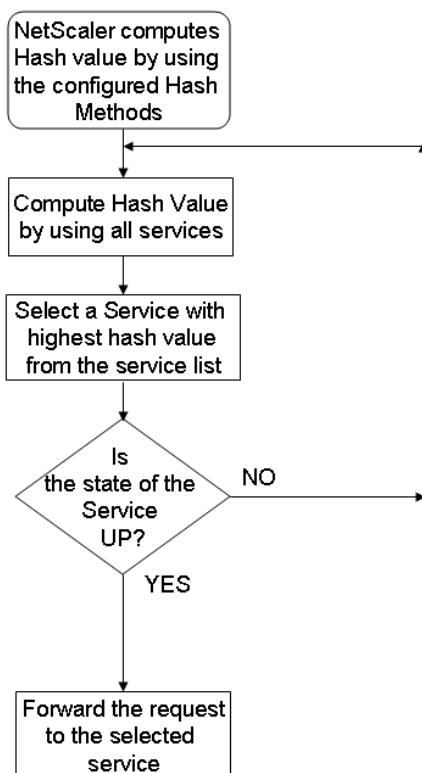 NetScaler computes
Hash value by using
the configured Hash
Methods
Compute Hash Value
by using all services
Select a Service with
highest hash value
from the service list
Is
the state of the
Service
UP?
NO
YES
Forward the request
to the selected
service